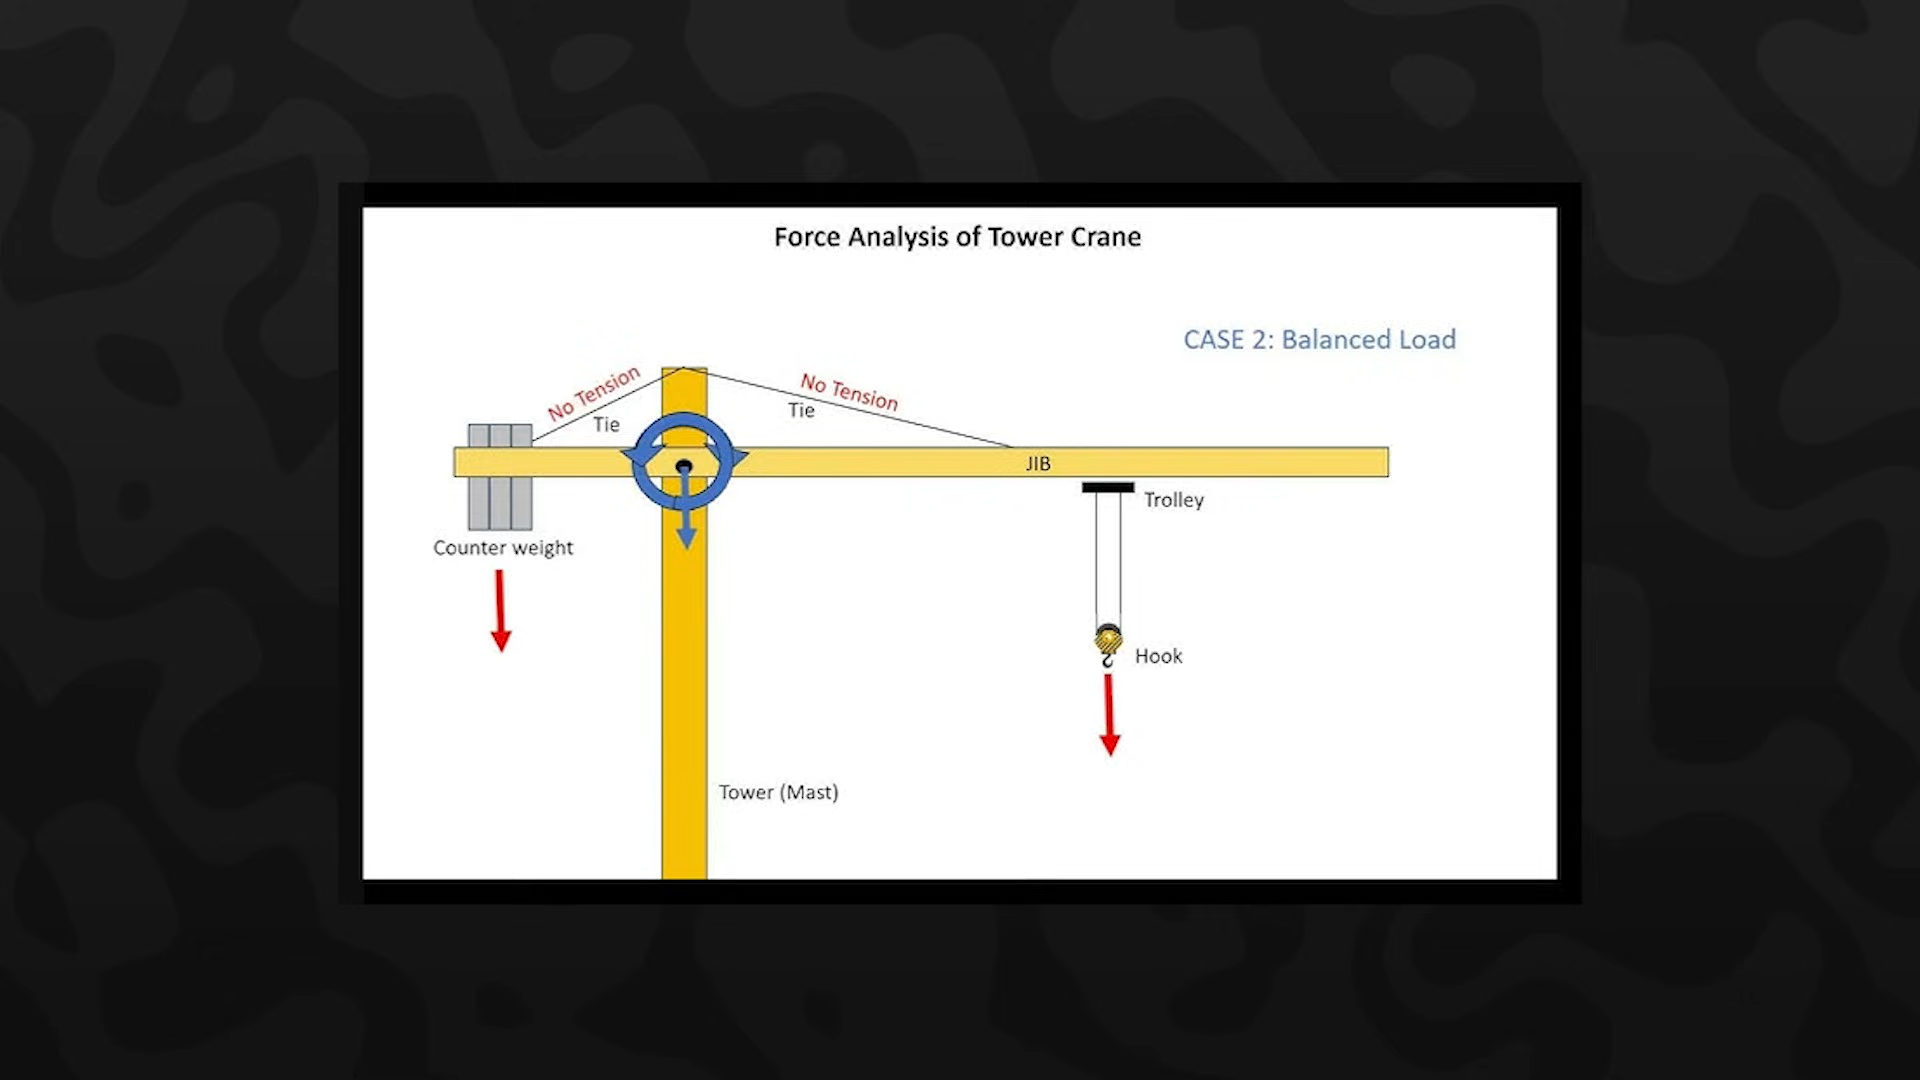 Force Analysis of Tower Crane
CASE 2: Balanced Load
No Tension
Tie
No Tension
Tie
JIB
Trolley
Counter weight
Hook
Tower (Mast)